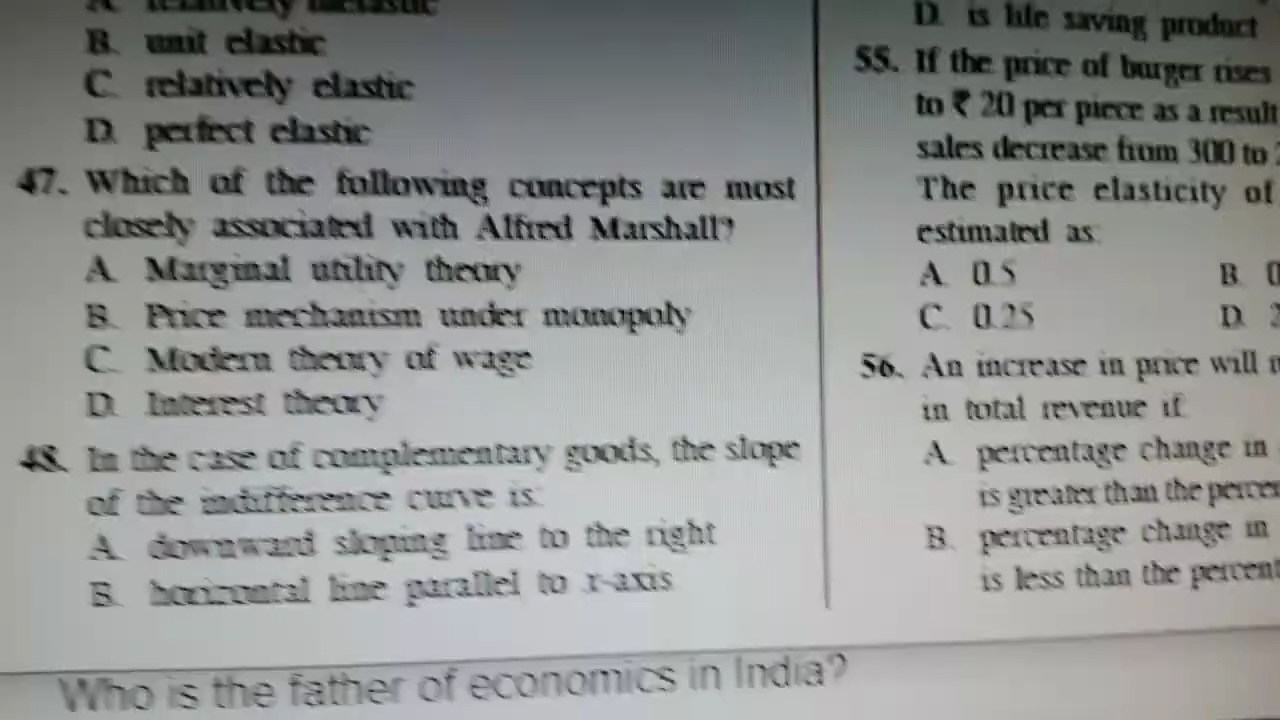 B. unit elastic
C. relatively elastic
D. perfect elastic
47. Which of the following concepts are most
closely associated with Alfred Marshall?
A. Marginal utility theory
B. Price mechanism under monopoly
C. Modern theory of wage
D. Interest theory
48. In the case of complementary goods, the slope
of the indifference curve is:
A. downward sloping line to the right
B. horizontal line parallel to x-axis
D. is life saving product
55. If the price of burger rises
to ₹ 20 per piece as a result
sales decrease from 300 to
The price elasticity of
estimated as:
A. 0.5
B.
C. 0.25
D.
56. An increase in price will
in total revenue if
A. percentage change in
is greater than the
B. percentage change in
is less than the
Who is the father of economics in India?